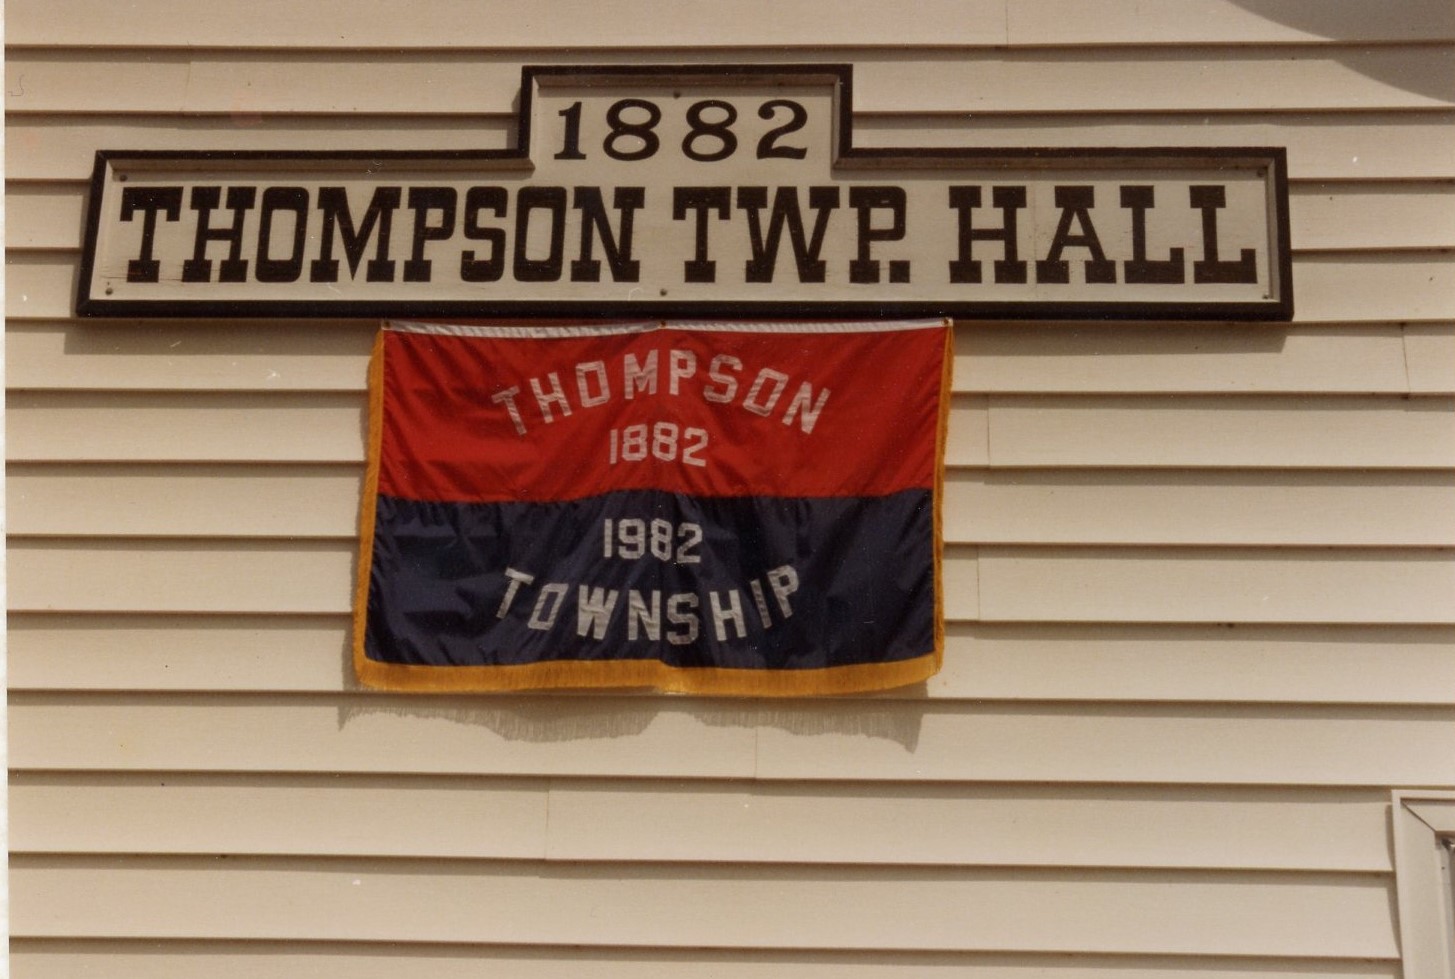 1882
THOMPSON TWP. HALL
THOMPSON
1882
1982
TOWNSHIP